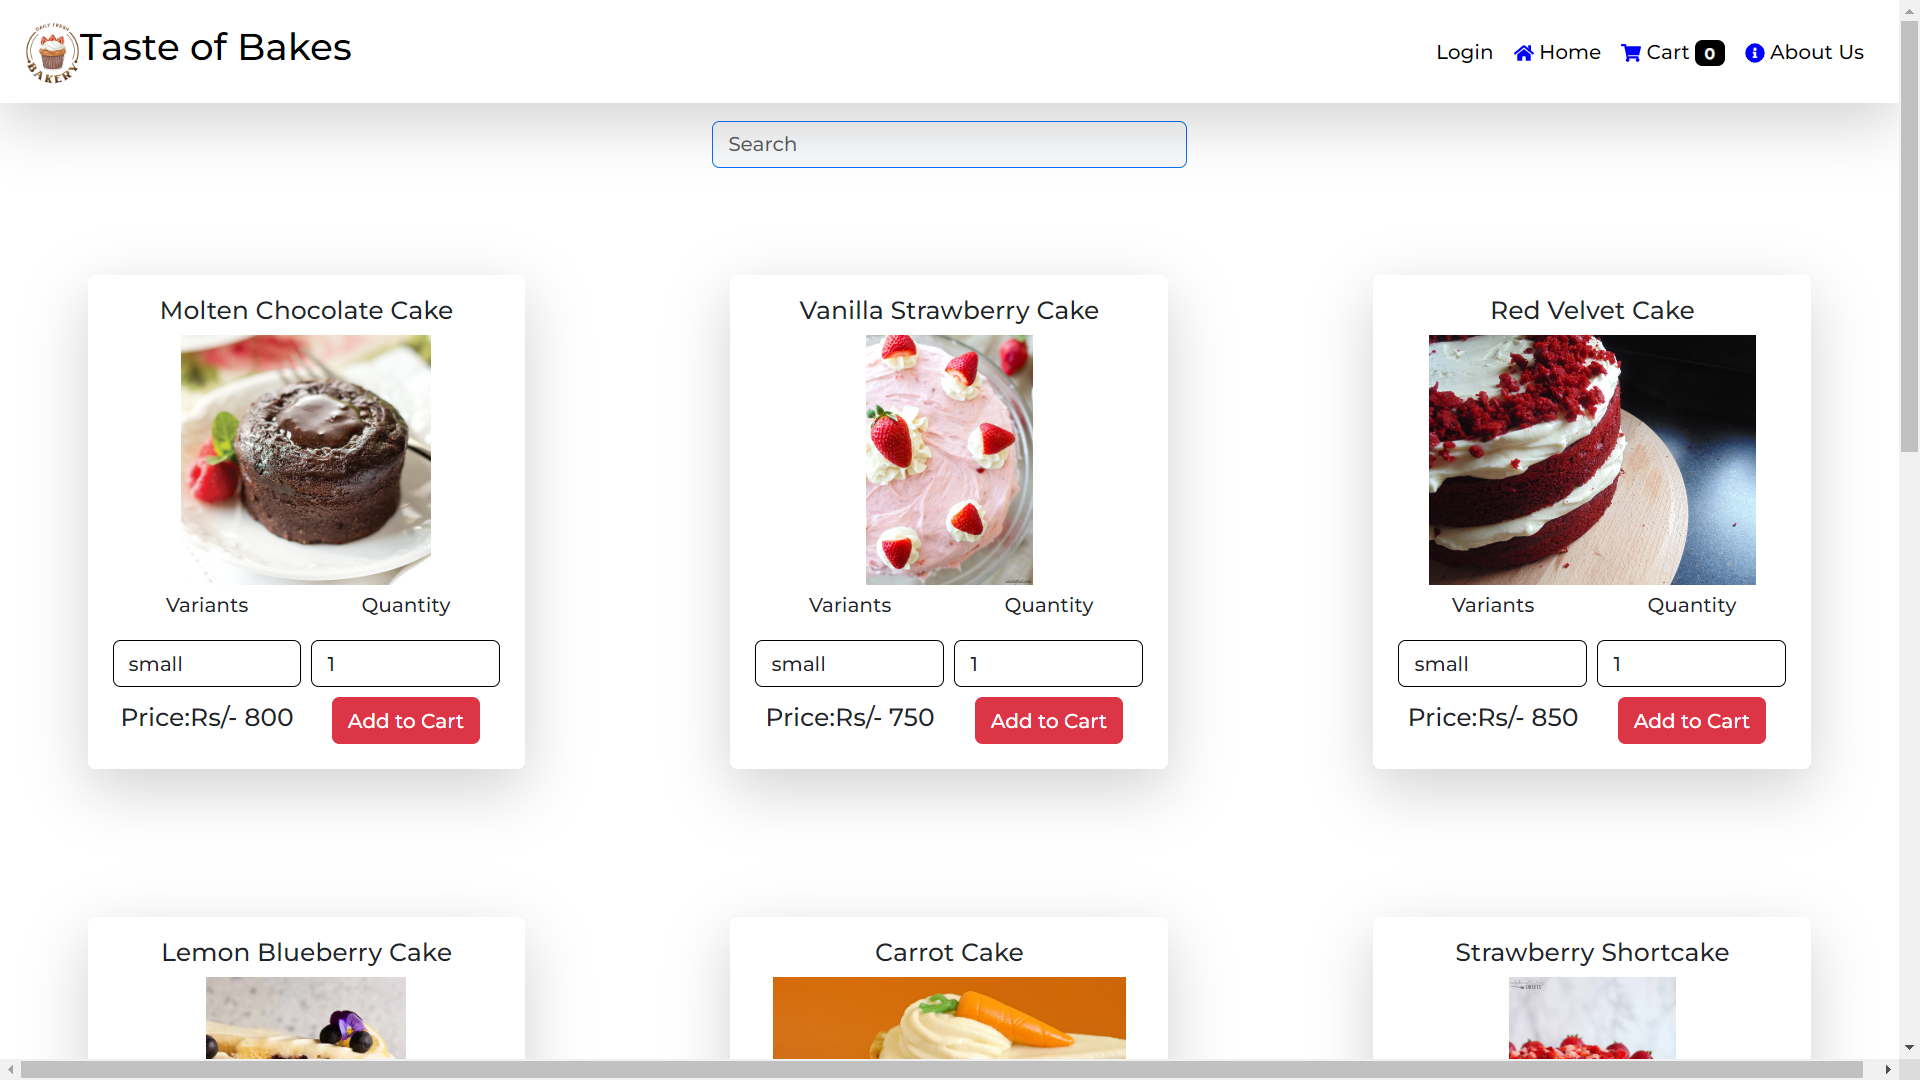 DAILY FRESH
BAKERY
Taste of Bakes
Login
Home
Cart 0
About Us
Search
Molten Chocolate Cake
Vanilla Strawberry Cake
Red Velvet Cake
Variants Quantity
Variants Quantity
Variants Quantity
small 1
small 1
small 1
Price:Rs/- 800 Add to Cart
Price:Rs/- 750 Add to Cart
Price:Rs/- 850 Add to Cart
Lemon Blueberry Cake
Carrot Cake
Strawberry Shortcake